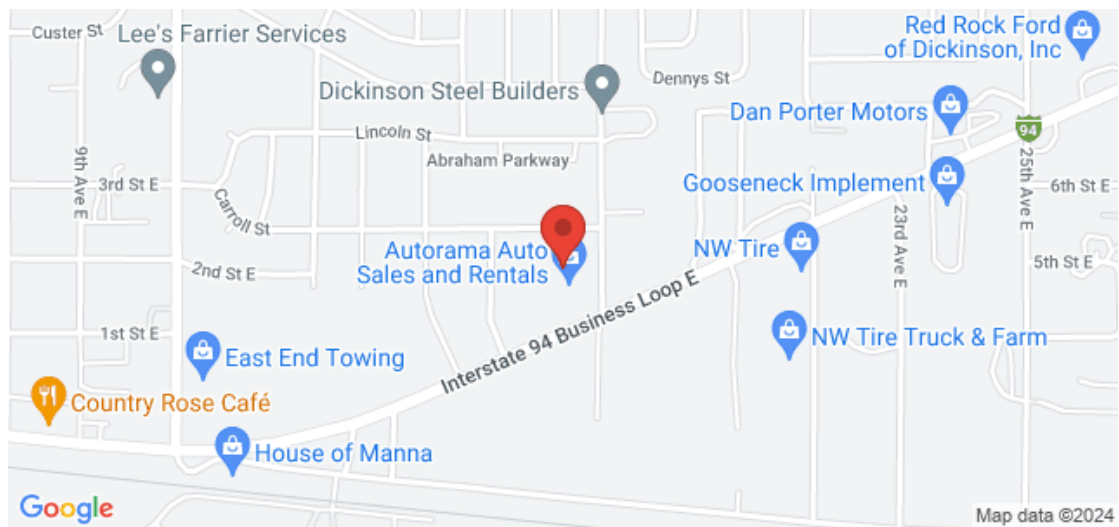 Custer St
Lee's Farrier Services
Red Rock Ford
of Dickinson, Inc
Dennys St
Dickinson Steel Builders
Dan Porter Motors
94
Lincoln St
Abraham Parkway
9th Ave E
25th Ave E
3rd St E
Gooseneck Implement
6th St E
Carroll St
23rd Ave E
Autorama Auto
Sales and Rentals
NW Tire
2nd St E
5th St E
Interstate 94 Business Loop E
1st St E
East End Towing
NW Tire Truck & Farm
Country Rose Café
House of Manna
Google
Map data ©2024